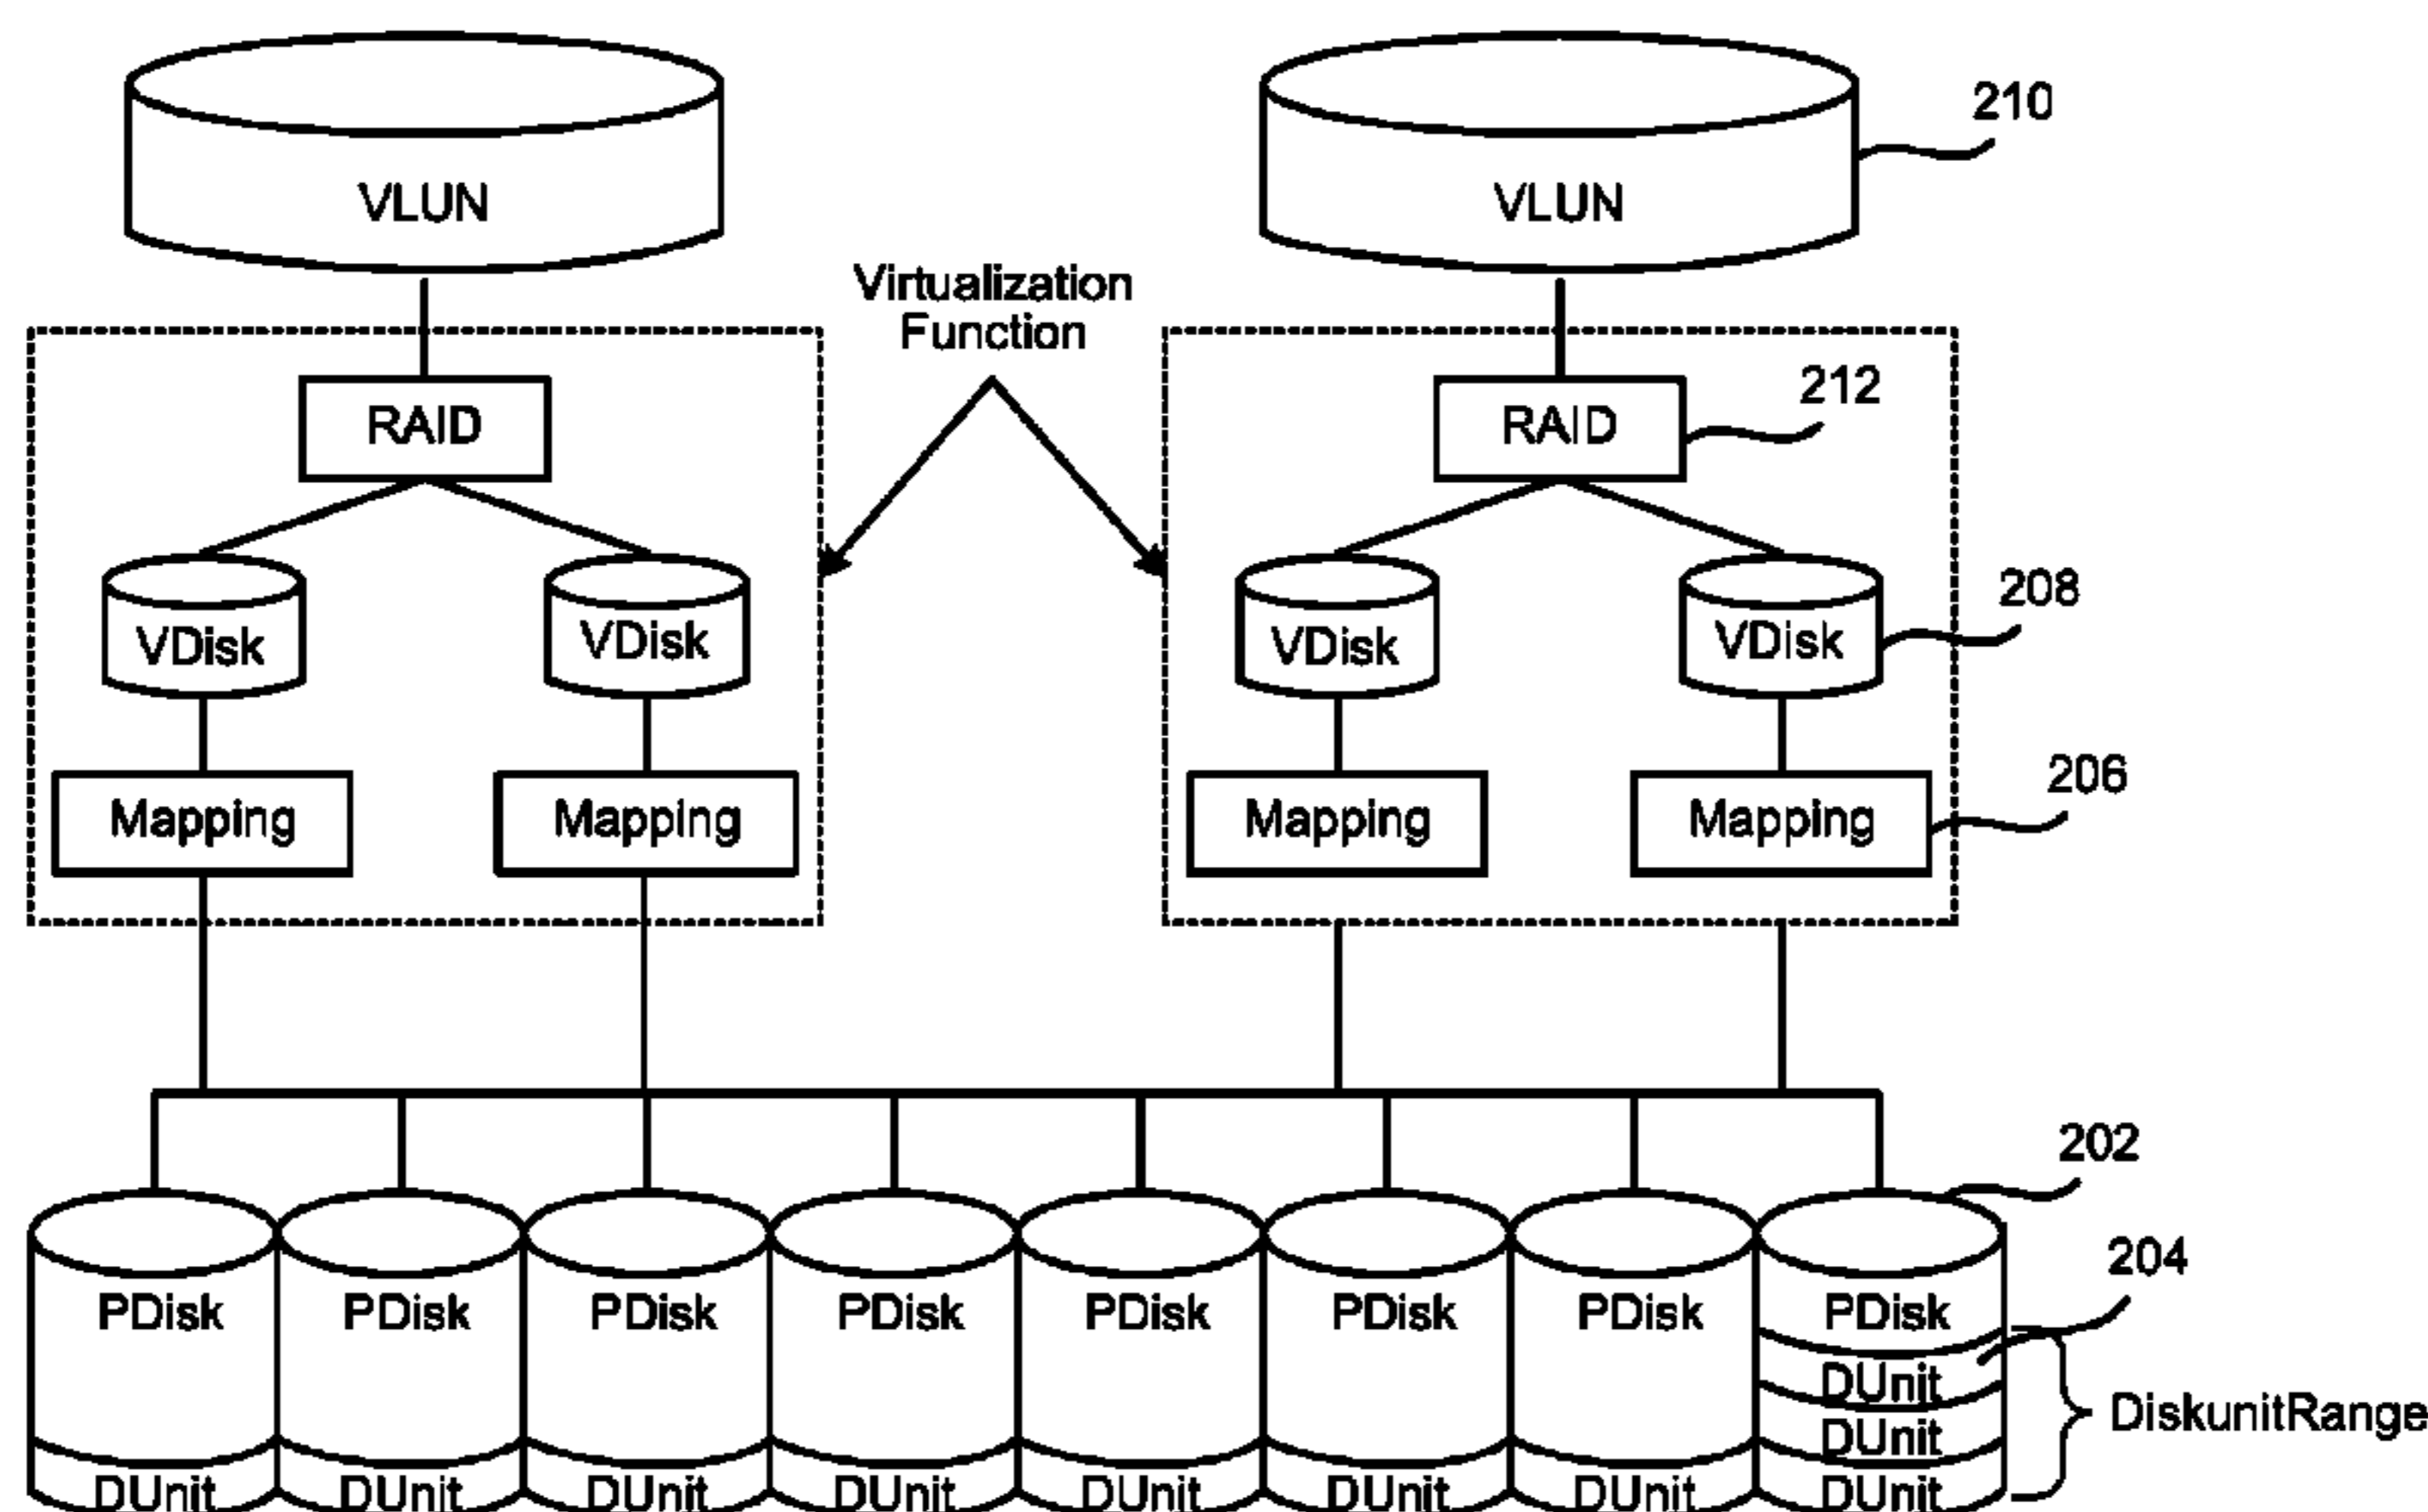 210
VLUN
VLUN
Virtualization
Function
212
RAID
RAID
208
VDisk
VDisk
VDisk
VDisk
206
Mapping
Mapping
Mapping
Mapping
202
204
PDisk
PDisk
PDisk
PDisk
PDisk
PDisk
PDisk
PDisk
DUnit
DiskunitRange
DUnit
DUnit
DUnit
DUnit
DUnit
DUnit
DUnit
DUnit
DUnit